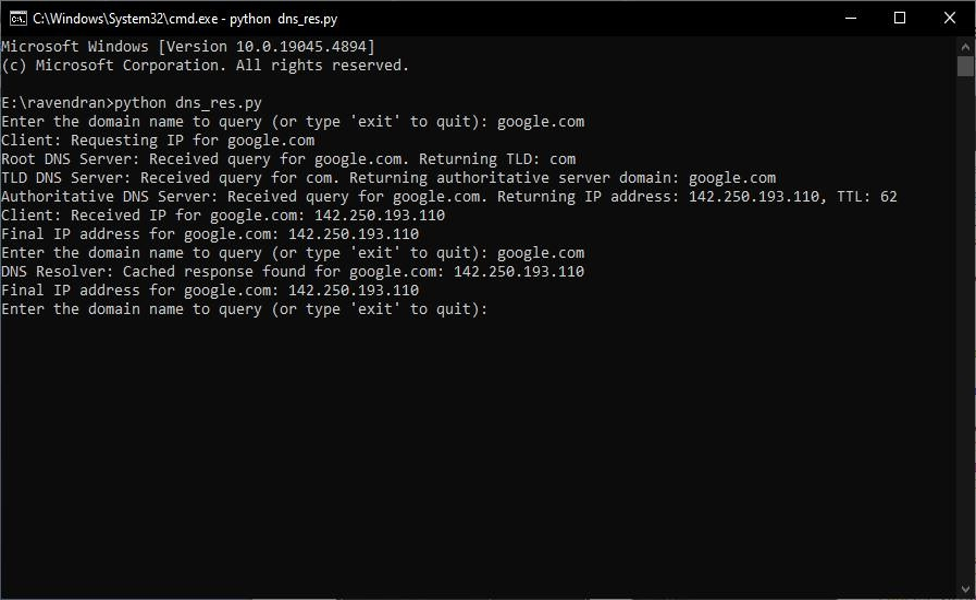 C:\Windows\System32\cmd.exe - python  dns_res.py
Microsoft Windows [Version 10.0.19045.4894]
(c) Microsoft Corporation. All rights reserved.
E:\ravendran>python dns_res.py
Enter the domain name to query (or type 'exit' to quit): google.com
Client: Requesting IP for google.com
Root DNS Server: Received query for google.com. Returning TLD: com
TLD DNS Server: Received query for com. Returning authoritative server domain: google.com
Authoritative DNS Server: Received query for google.com. Returning IP address: 142.250.193.110, TTL: 62
Client: Received IP for google.com: 142.250.193.110
Final IP address for google.com: 142.250.193.110
Enter the domain name to query (or type 'exit' to quit): google.com
DNS Resolver: Cached response found for google.com: 142.250.193.110
Final IP address for google.com: 142.250.193.110
Enter the domain name to query (or type 'exit' to quit):